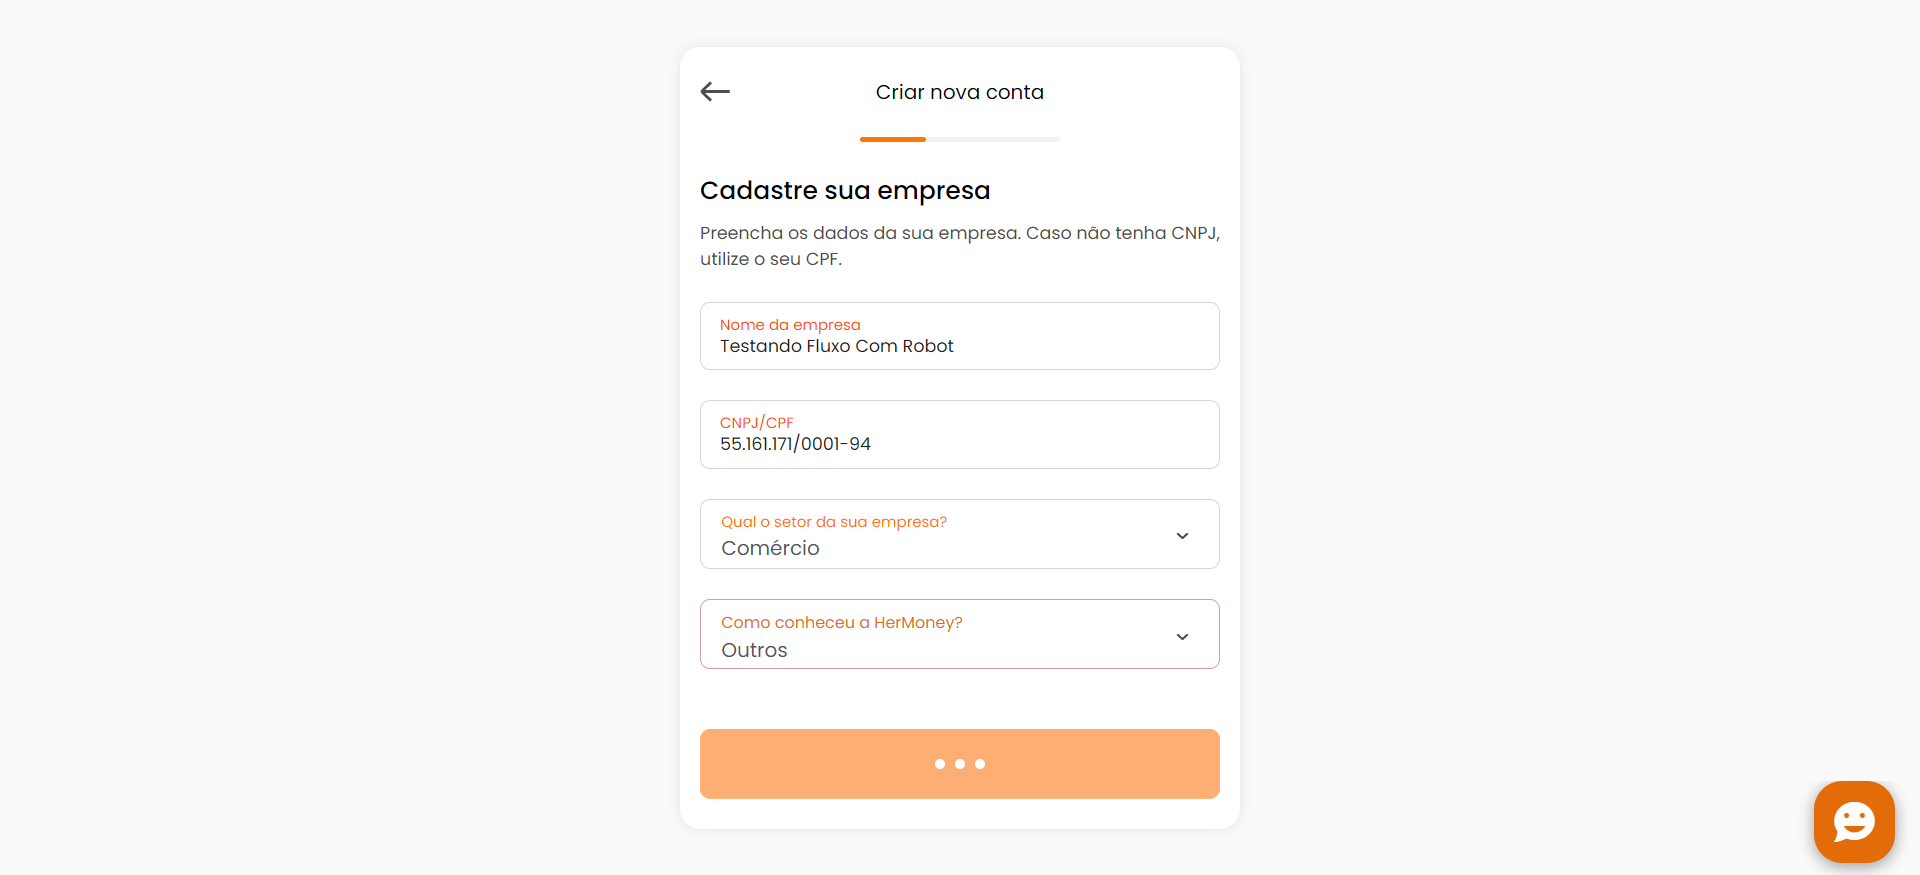 Criar nova conta
Cadastre sua empresa
Preencha os dados da sua empresa. Caso não tenha CNPJ,
utilize o seu CPF.
Nome da empresa
Testando Fluxo Com Robot
CNPJ/CPF
55.161.171/0001-94
Qual o setor da sua empresa?
Comércio
Como conheceu a HerMoney?
Outros